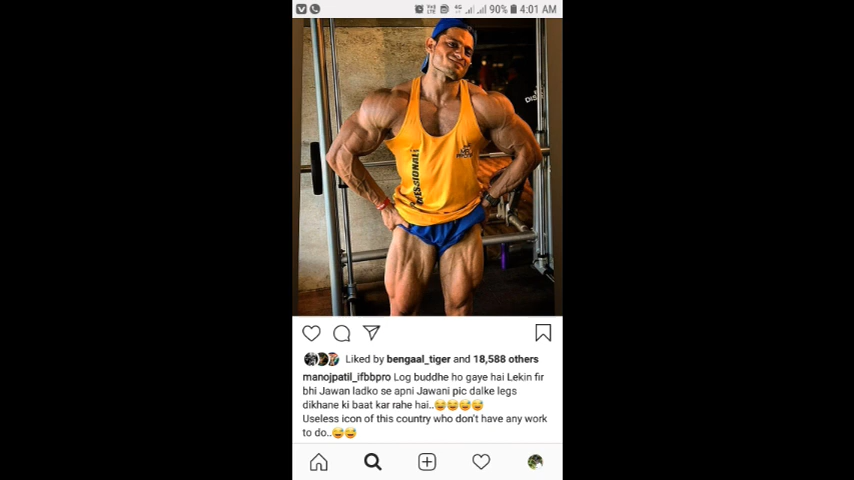 90% 4:01 AM
Liked by bengaal_tiger and 18,588 others
manojpatil_ifbbpro Log buddhe ho gaye hai Lekin fir
bhi Jawan ladko se apni Jawani pic dalke legs
dikhane ki baat kar rahe hai..😅😅😅😅
Useless icon of this country who don't have any work
to do..😅😅